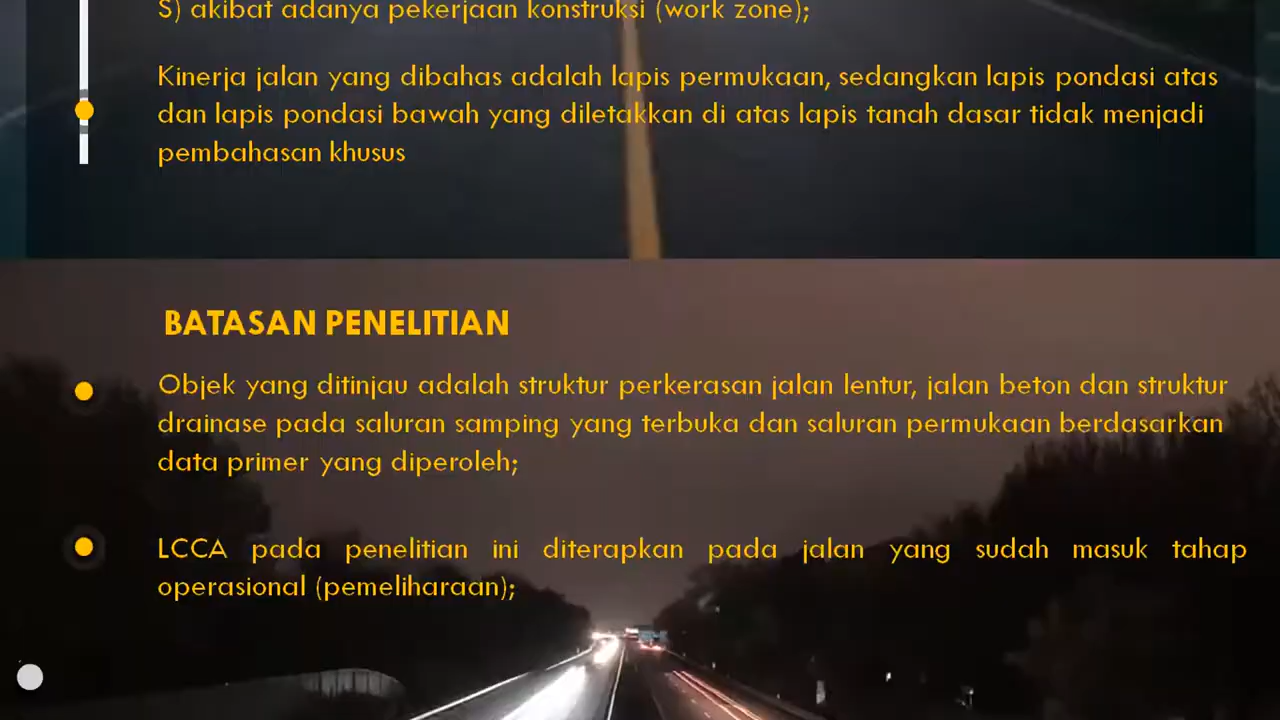 S) akibat adanya pekerjaan konstruksi (work zone);
Kinerja jalan yang dibahas adalah lapis permukaan, sedangkan lapis pondasi atas
dan lapis pondasi bawah yang diletakkan di atas lapis tanah dasar tidak menjadi
pembahasan khusus
BATASAN PENELITIAN
Objek yang ditinjau adalah struktur perkerasan jalan lentur, jalan beton dan struktur
drainase pada saluran samping yang terbuka dan saluran permukaan berdasarkan
data primer yang diperoleh;
LCCA pada penelitian ini diterapkan pada jalan yang sudah masuk tahap
operasional (pemeliharaan);